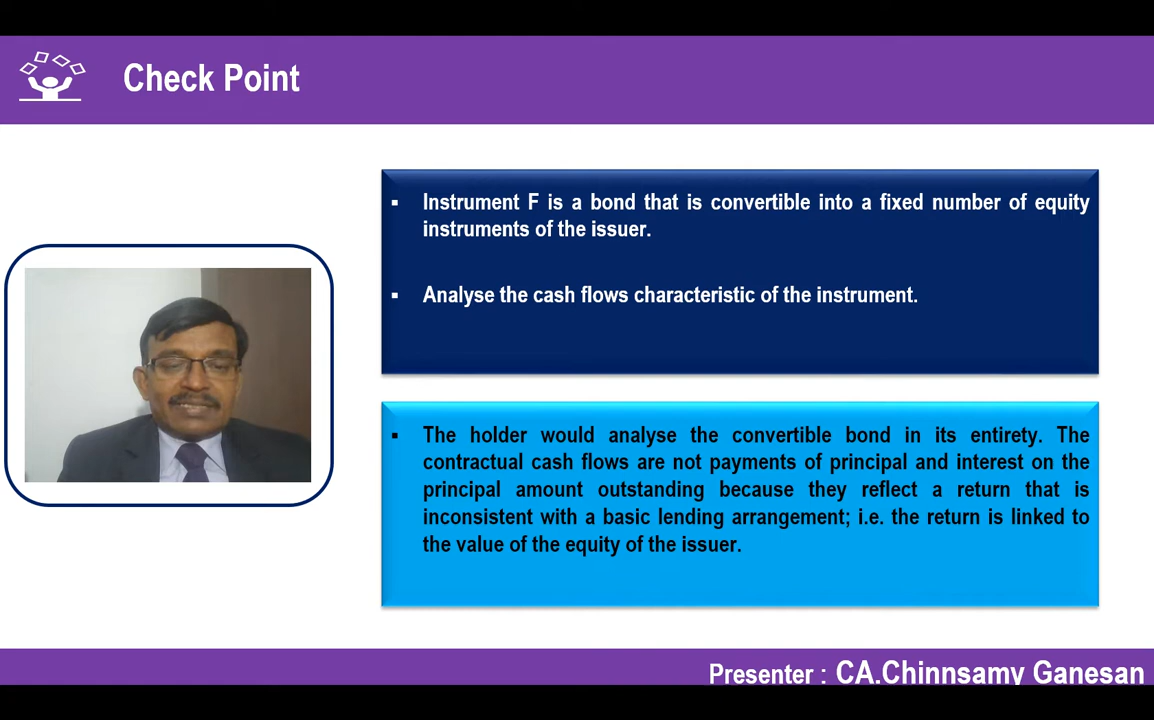 Check Point
▪ Instrument F is a bond that is convertible into a fixed number of equity
instruments of the issuer.
▪ Analyse the cash flows characteristic of the instrument.
▪ The holder would analyse the convertible bond in its entirety. The
contractual cash flows are not payments of principal and interest on the
principal amount outstanding because they reflect a return that is
inconsistent with a basic lending arrangement; i.e. the return is linked to
the value of the equity of the issuer.
Presenter : CA.Chinnsamy Ganesan